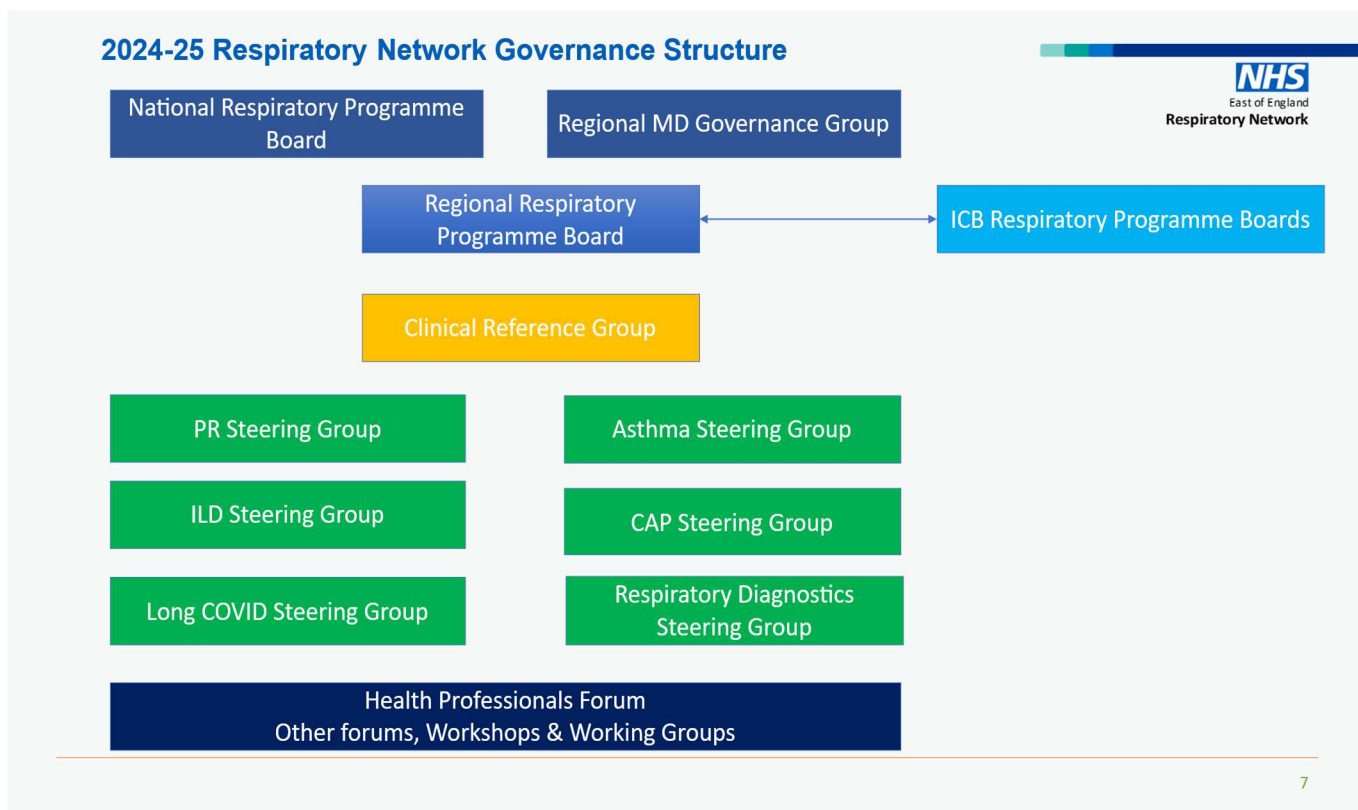 2024-25 Respiratory Network Governance Structure
NHS
East of England
Respiratory Network
National Respiratory Programme
Board
Regional MD Governance Group
Regional Respiratory
Programme Board
ICB Respiratory Programme Boards
Clinical Reference Group
PR Steering Group
Asthma Steering Group
ILD Steering Group
CAP Steering Group
Long COVID Steering Group
Respiratory Diagnostics
Steering Group
Health Professionals Forum
Other forums, Workshops & Working Groups
7